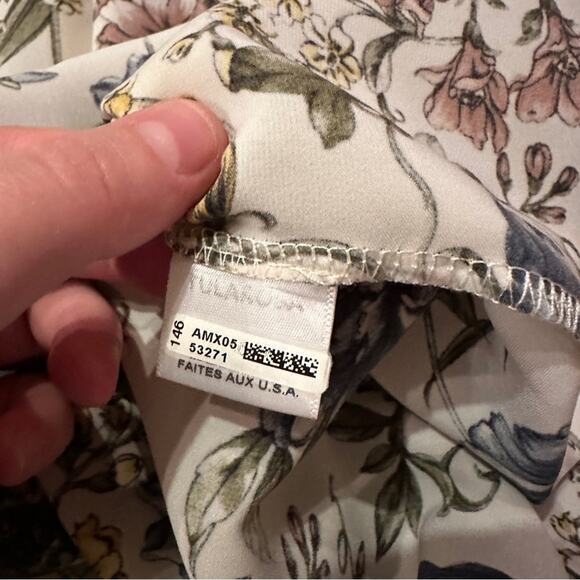 TULAROSA
146
AMX05
53271
FAITES AUX U.S.A.